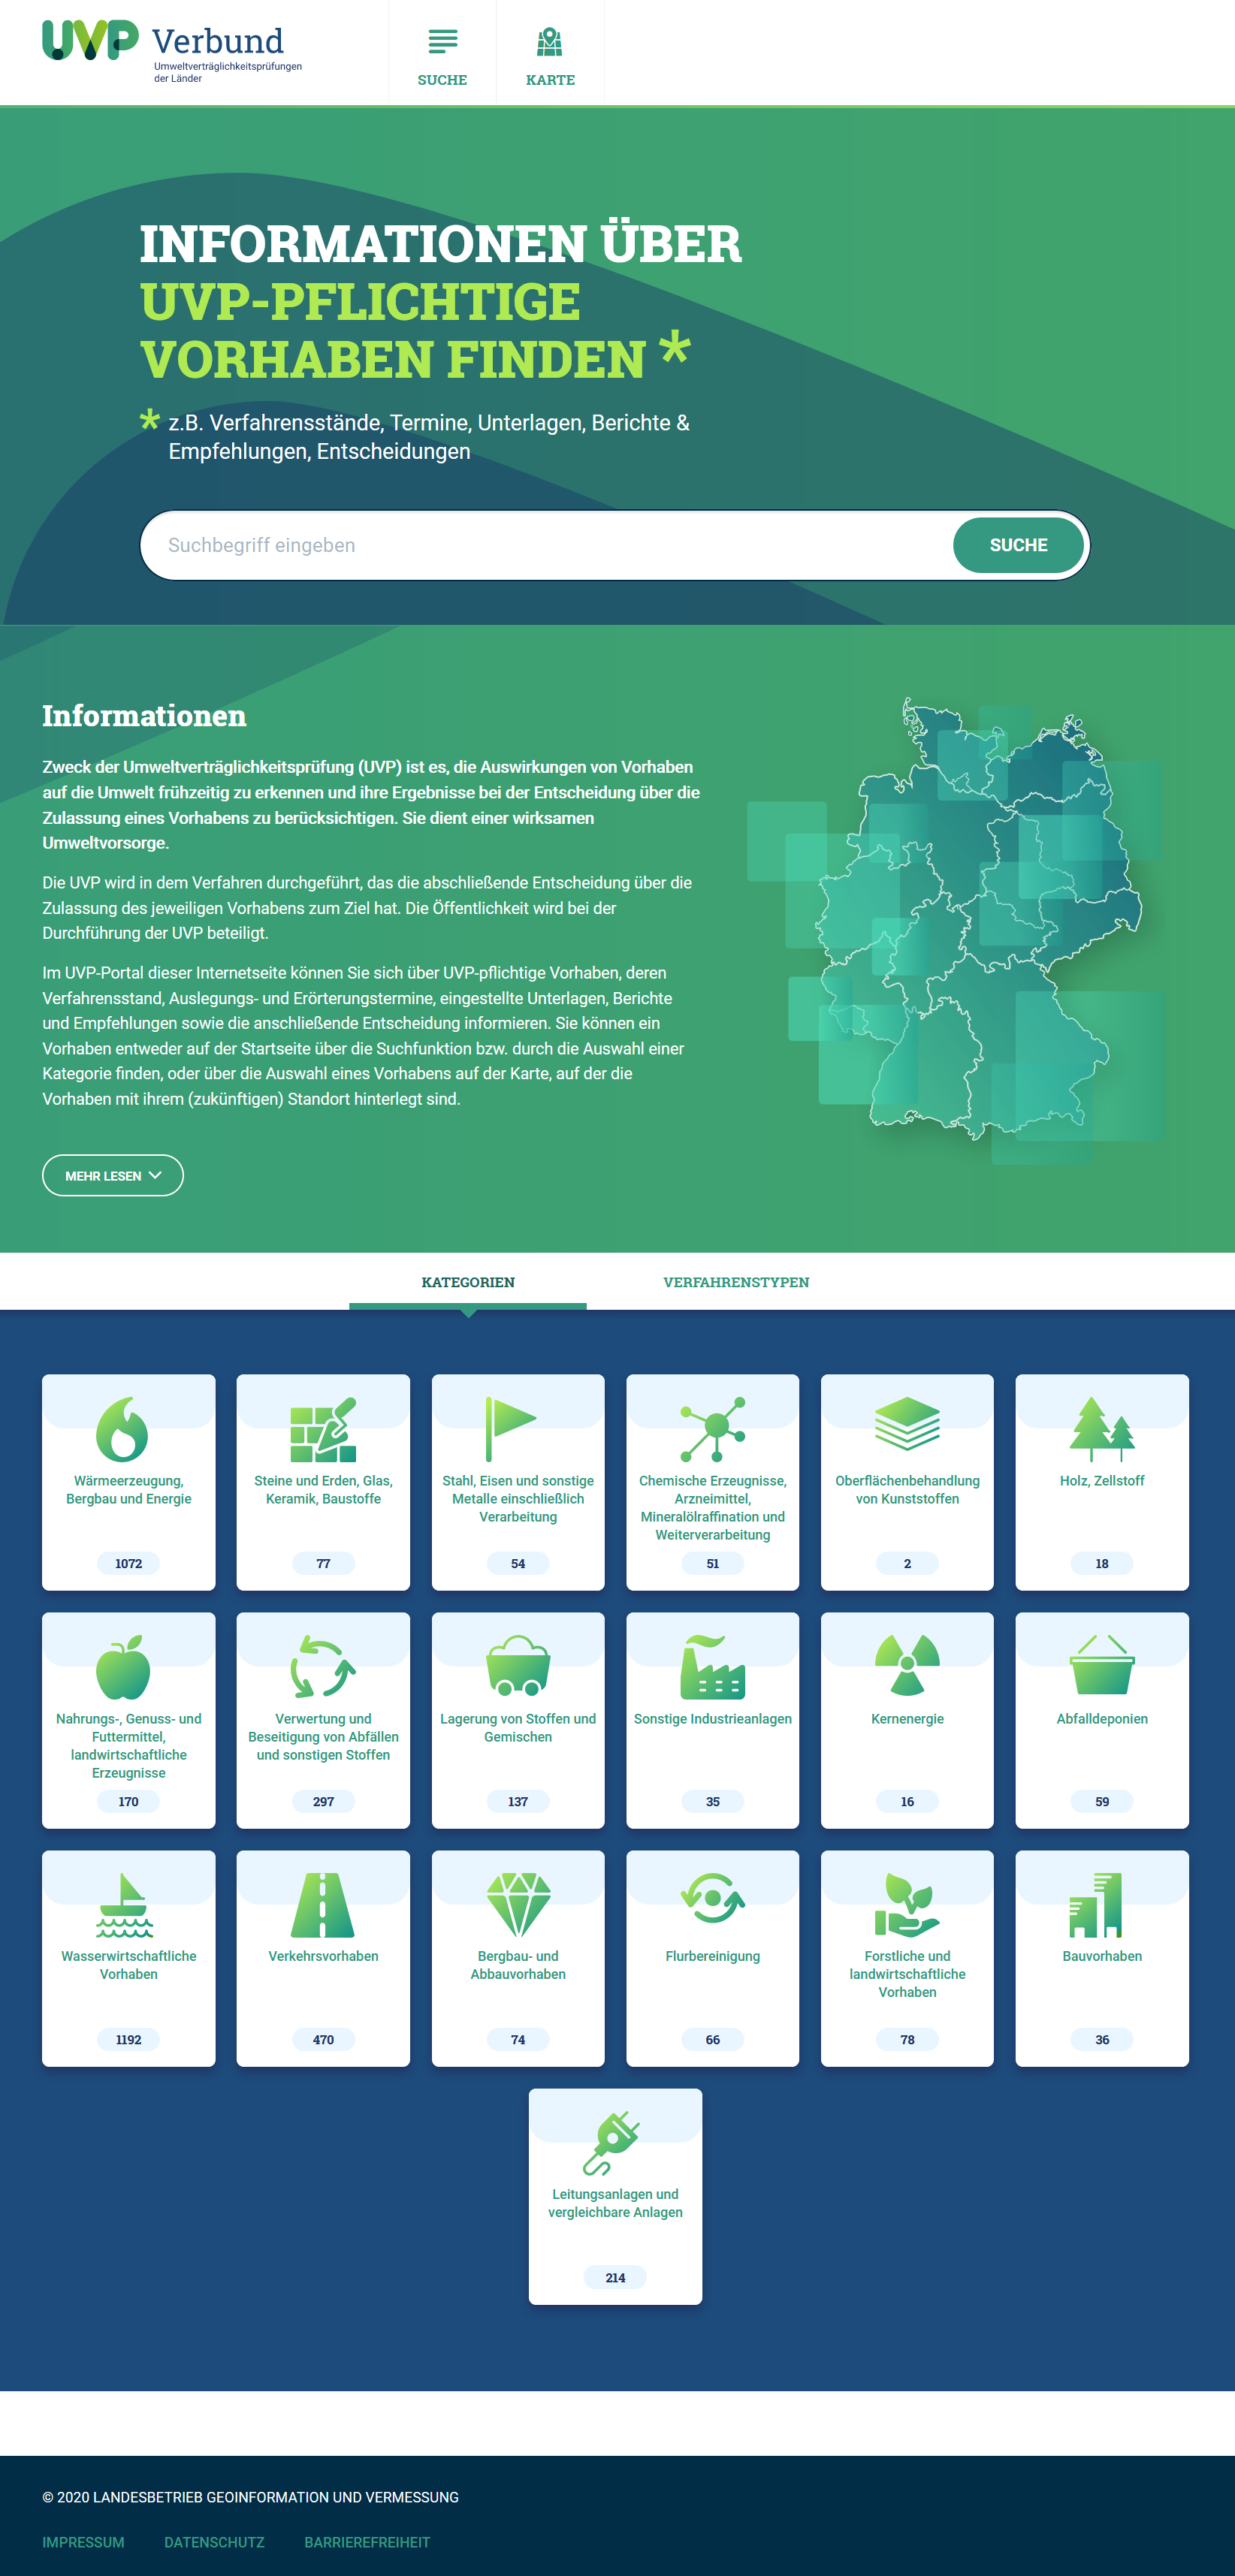 UVP Verbund
Umweltverträglichkeitsprüfungen
der Länder
SUCHE
KARTE
INFORMATIONEN ÜBER
UVP-PFLICHTIGE
VORHABEN FINDEN *
* z.B. Verfahrensstände, Termine, Unterlagen, Berichte &
Empfehlungen, Entscheidungen
Suchbegriff eingeben
SUCHE
Informationen
Zweck der Umweltverträglichkeitsprüfung (UVP) ist es, die Auswirkungen von Vorhaben
auf die Umwelt frühzeitig zu erkennen und ihre Ergebnisse bei der Entscheidung über die
Zulassung eines Vorhabens zu berücksichtigen. Sie dient einer wirksamen
Umweltvorsorge.
Die UVP wird in dem Verfahren durchgeführt, das die abschließende Entscheidung über die
Zulassung des jeweiligen Vorhabens zum Ziel hat. Die Öffentlichkeit wird bei der
Durchführung der UVP beteiligt.
Im UVP-Portal dieser Internetseite können Sie sich über UVP-pflichtige Vorhaben, deren
Verfahrensstand, Auslegungs- und Erörterungstermine, eingestellte Unterlagen, Berichte
und Empfehlungen sowie die anschließende Entscheidung informieren. Sie können ein
Vorhaben entweder auf der Startseite über die Suchfunktion bzw. durch die Auswahl einer
Kategorie finden, oder über die Auswahl eines Vorhabens auf der Karte, auf der die
Vorhaben mit ihrem (zukünftigen) Standort hinterlegt sind.
MEHR LESEN
KATEGORIEN
VERFAHRENSTYPEN
Wärmeerzeugung,
Bergbau und Energie
1072
Steine und Erden, Glas,
Keramik, Baustoffe
77
Stahl, Eisen und sonstige
Metalle einschließlich
Verarbeitung
54
Chemische Erzeugnisse,
Arzneimittel,
Mineralölraffination und
Weiterverarbeitung
51
Oberflächenbehandlung
von Kunststoffen
2
Holz, Zellstoff
18
Nahrungs-, Genuss- und
Futtermittel,
landwirtschaftliche
Erzeugnisse
170
Verwertung und
Beseitigung von Abfällen
und sonstigen Stoffen
297
Lagerung von Stoffen und
Gemischen
137
Sonstige Industrieanlagen
35
Kernenergie
16
Abfalldeponien
59
Wasserwirtschaftliche
Vorhaben
1192
Verkehrsvorhaben
470
Bergbau- und
Abbauvorhaben
74
Flurbereinigung
66
Forstliche und
landwirtschaftliche
Vorhaben
78
Bauvorhaben
36
Leitungsanlagen und
vergleichbare Anlagen
214
© 2020 LANDESBETRIEB GEOINFORMATION UND VERMESSUNG
IMPRESSUM
DATENSCHUTZ
BARRIEREFREIHEIT